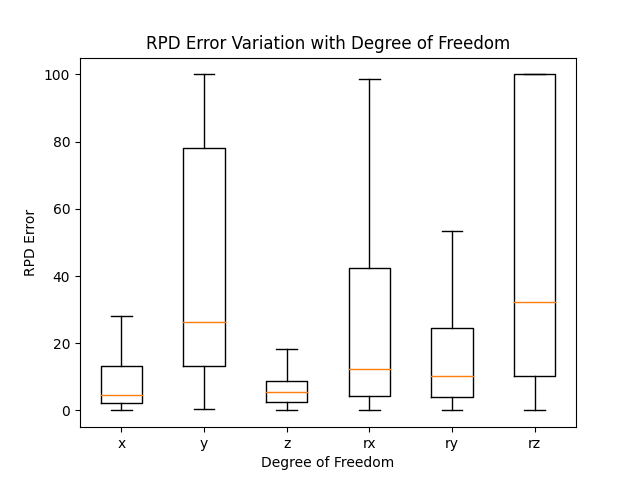 RPD Error Variation with Degree of Freedom
100
80
60
40
20
0
RPD Error
x y z rx ry rz
Degree of Freedom